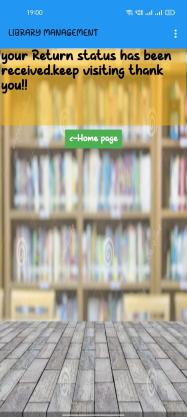 19:00
LIBRARY MANAGEMENT
your Return status has been
received.keep visiting thank
you!!
<-Home page